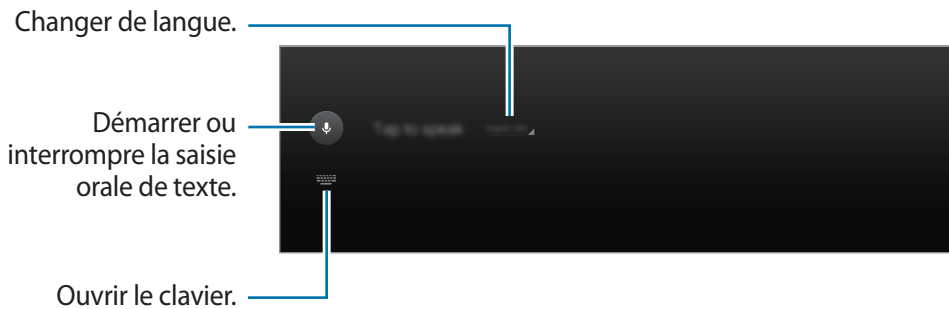 Changer de langue.
Démarrer ou
interrompre la saisie
orale de texte.
Tap to speak
Ouvrir le clavier.